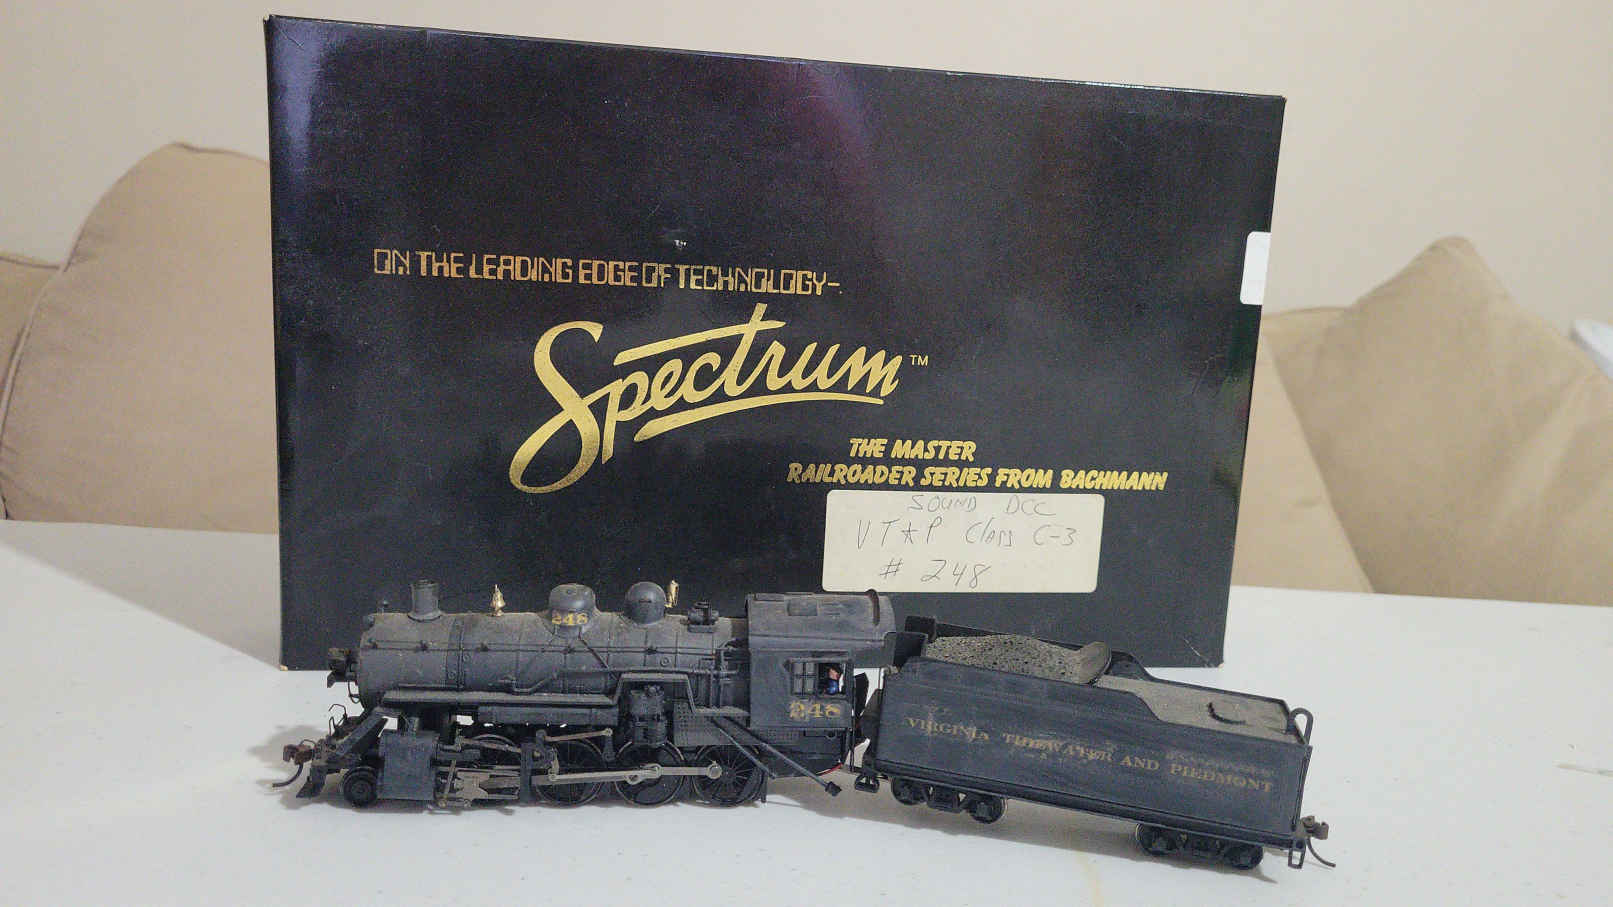 ON THE LEADING EDGE OF TECHNOLOGY-.
Spectrum™
THE MASTER
RAILROADER SERIES FROM BACHMANN
SOUND DCC
VT&P Class C-3
# 248
248
248
VIRGINIA TIDEWATER AND PIEDMONT